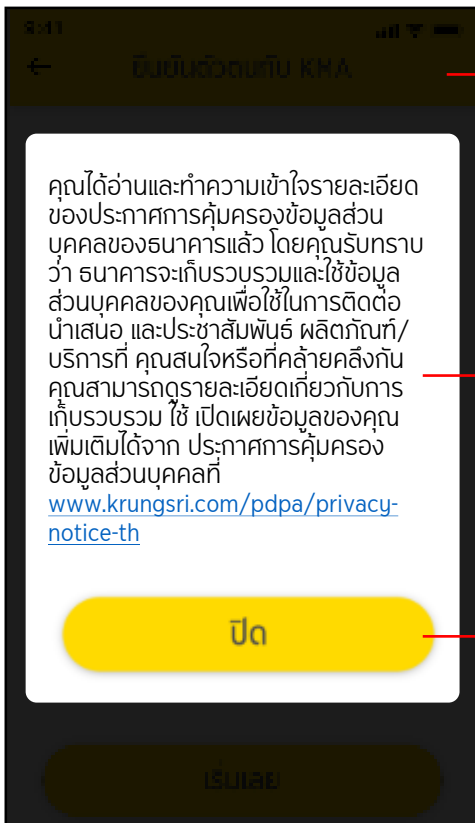 9:41
ยืนยันตัวตนกับ KMA
คุณได้อ่านและทำความเข้าใจรายละเอียด
ของประกาศการคุ้มครองข้อมูลส่วน
บุคคลของธนาคารแล้ว โดยคุณรับทราบ
ว่า ธนาคารจะเก็บรวบรวมและใช้ข้อมูล
ส่วนบุคคลของคุณเพื่อใช้ในการติดต่อ
นำเสนอ และประชาสัมพันธ์ ผลิตภัณฑ์/
บริการที่ คุณสนใจหรือที่คล้ายคลึงกัน
คุณสามารถดูรายละเอียดเกี่ยวกับการ
เก็บรวบรวม ใช้ เปิดเผยข้อมูลของคุณ
เพิ่มเติมได้จาก ประกาศการคุ้มครอง
ข้อมูลส่วนบุคคลที่
www.krungsri.com/pdpa/privacy-
notice-th
ปิด
เริ่มเลย